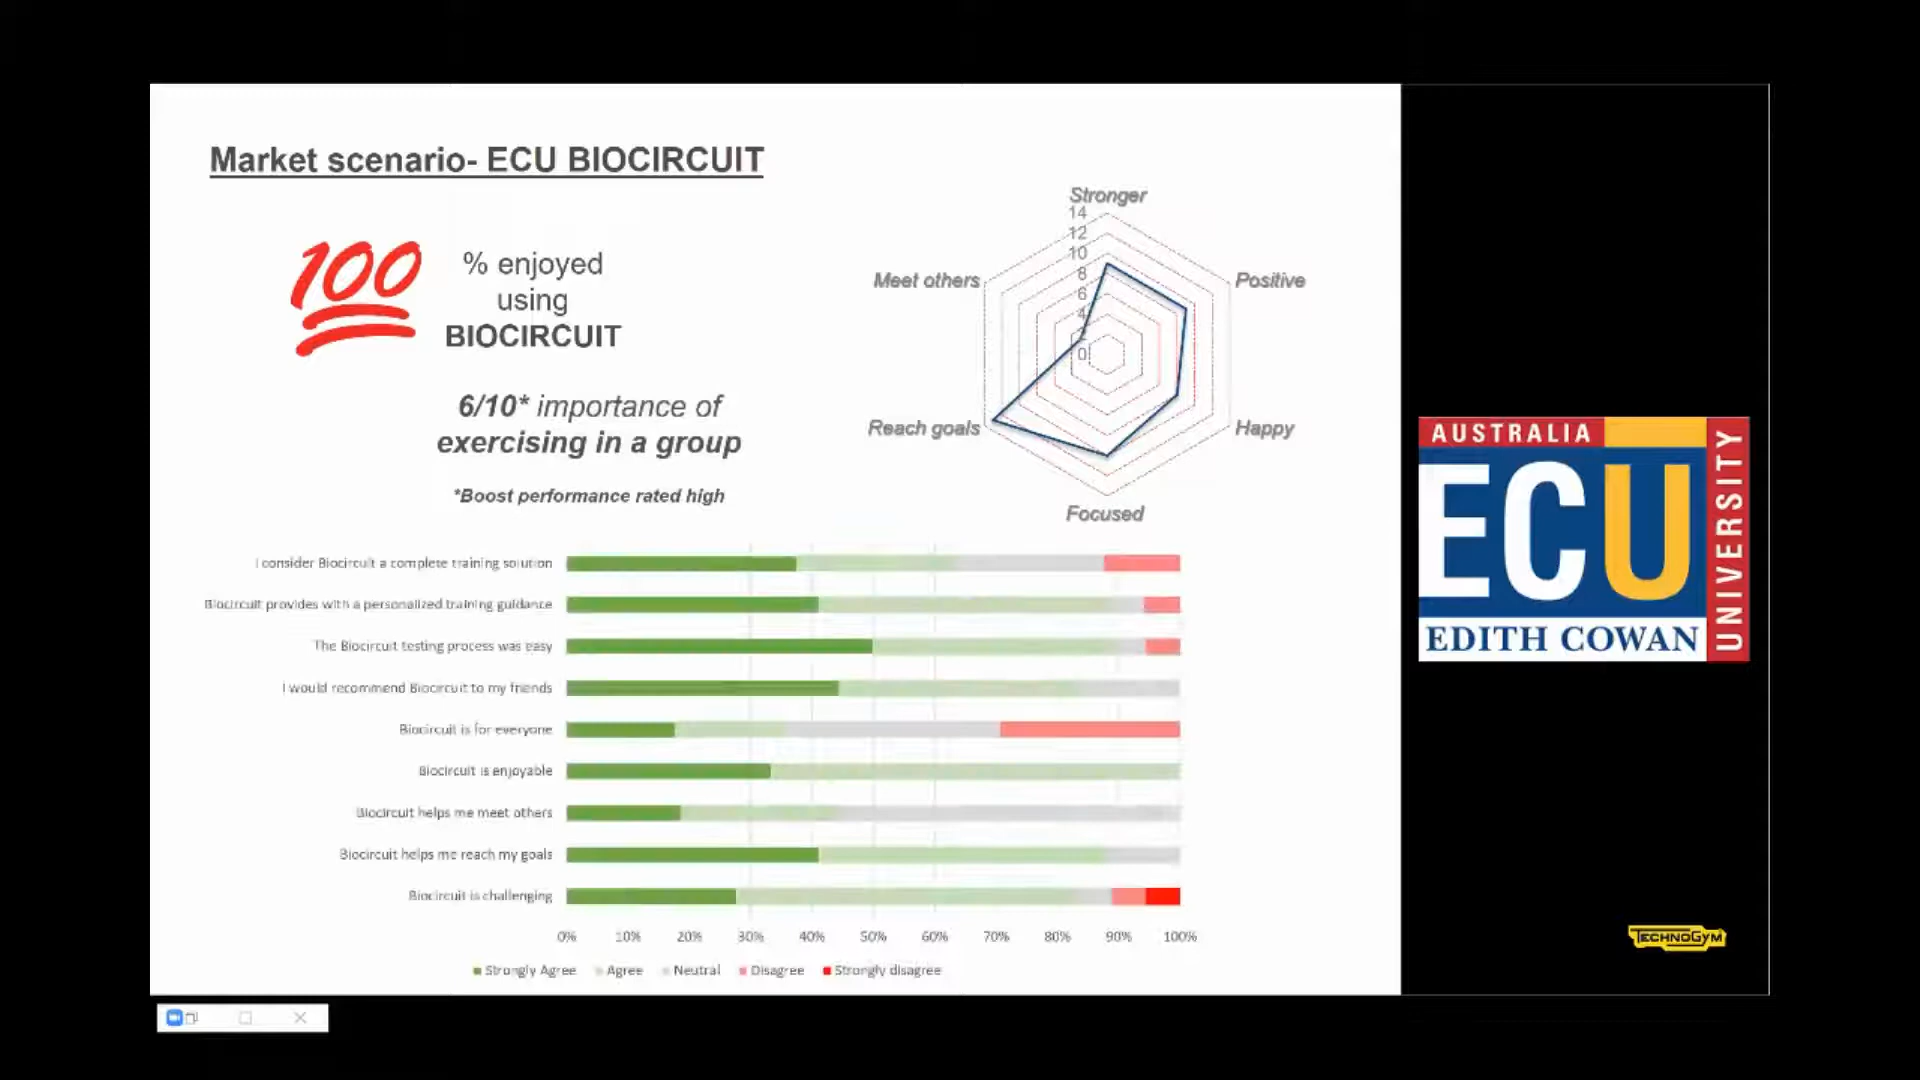 Market scenario- ECU BIOCIRCUIT
100
% enjoyed
using
BIOCIRCUIT
6/10* importance of
exercising in a group
*Boost performance rated high
Stronger
14
12
10
8
6
4
2
0
Meet others
Positive
Reach goals
Happy
Focused
I consider Biocircuit a complete training solution
Biocircuit provides with a personalized training guidance
The Biocircuit testing process was easy
I would recommend Biocircuit to my friends
Biocircuit is for everyone
Biocircuit is enjoyable
Biocircuit helps me meet others
Biocircuit helps me reach my goals
Biocircuit is challenging
0% 10% 20% 30% 40% 50% 60% 70% 80% 90% 100%
Strongly Agree Agree Neutral Disagree Strongly disagree
AUSTRALIA
ECU
EDITH COWAN
UNIVERSITY
TECHNOGYM